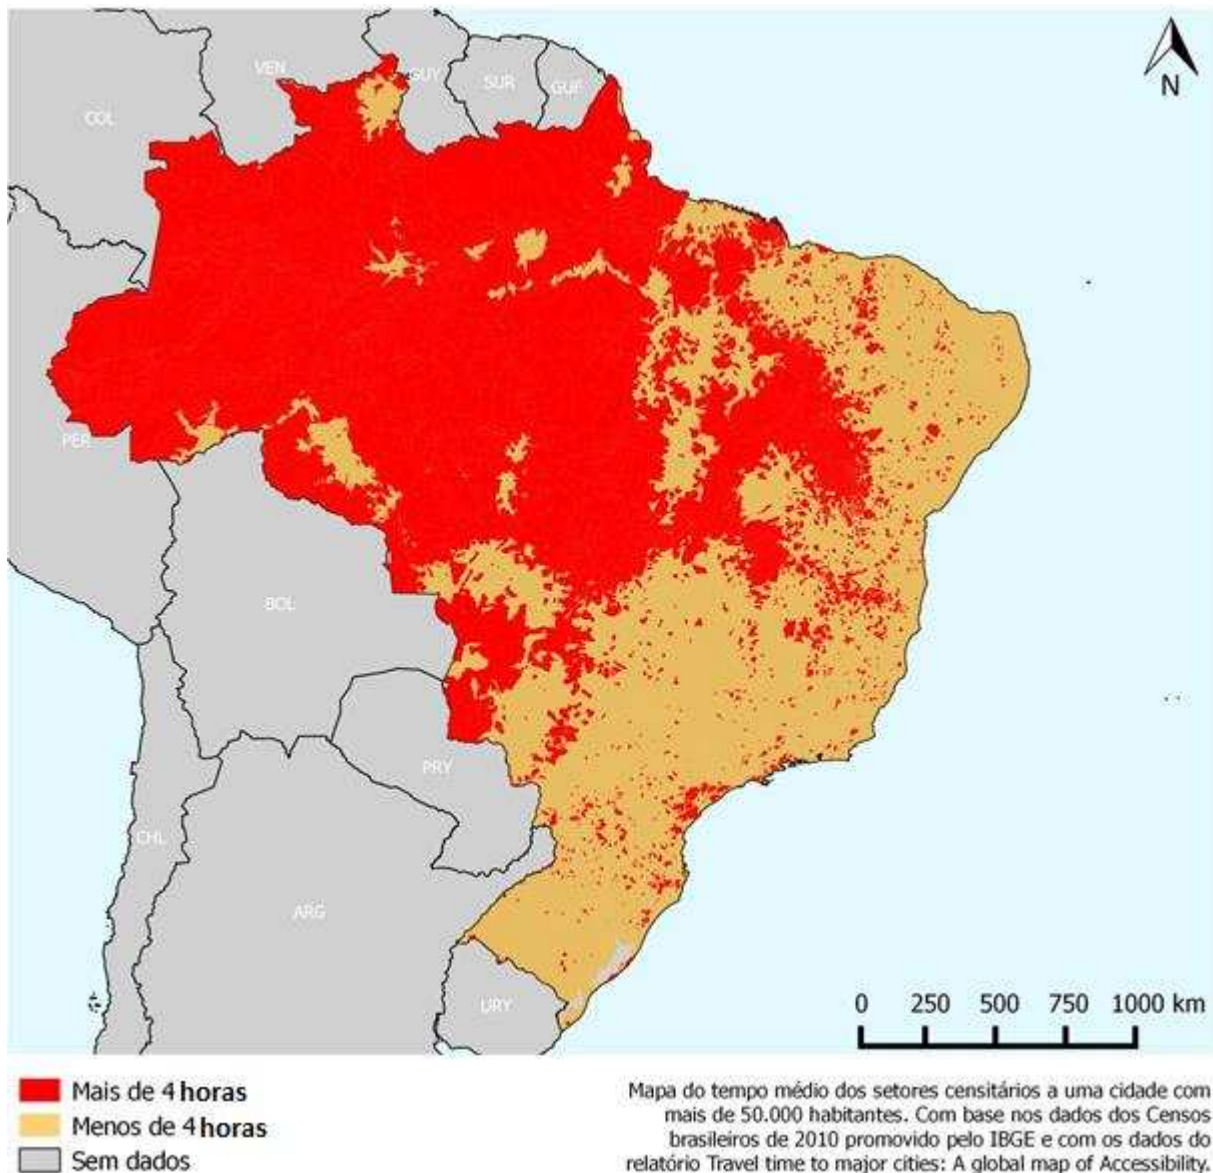 N
VEN
GUY
SUR
GUF
COL
PER
BOL
PRY
CHL
ARG
URY
0 250 500 750 1000 km
Mais de 4 horas
Menos de 4 horas
Sem dados
Mapa do tempo médio dos setores censitários a uma cidade com
mais de 50.000 habitantes. Com base nos dados dos Censos
brasileiros de 2010 promovido pelo IBGE e com os dados do
relatório Travel time to major cities: A global map of Accessibility.